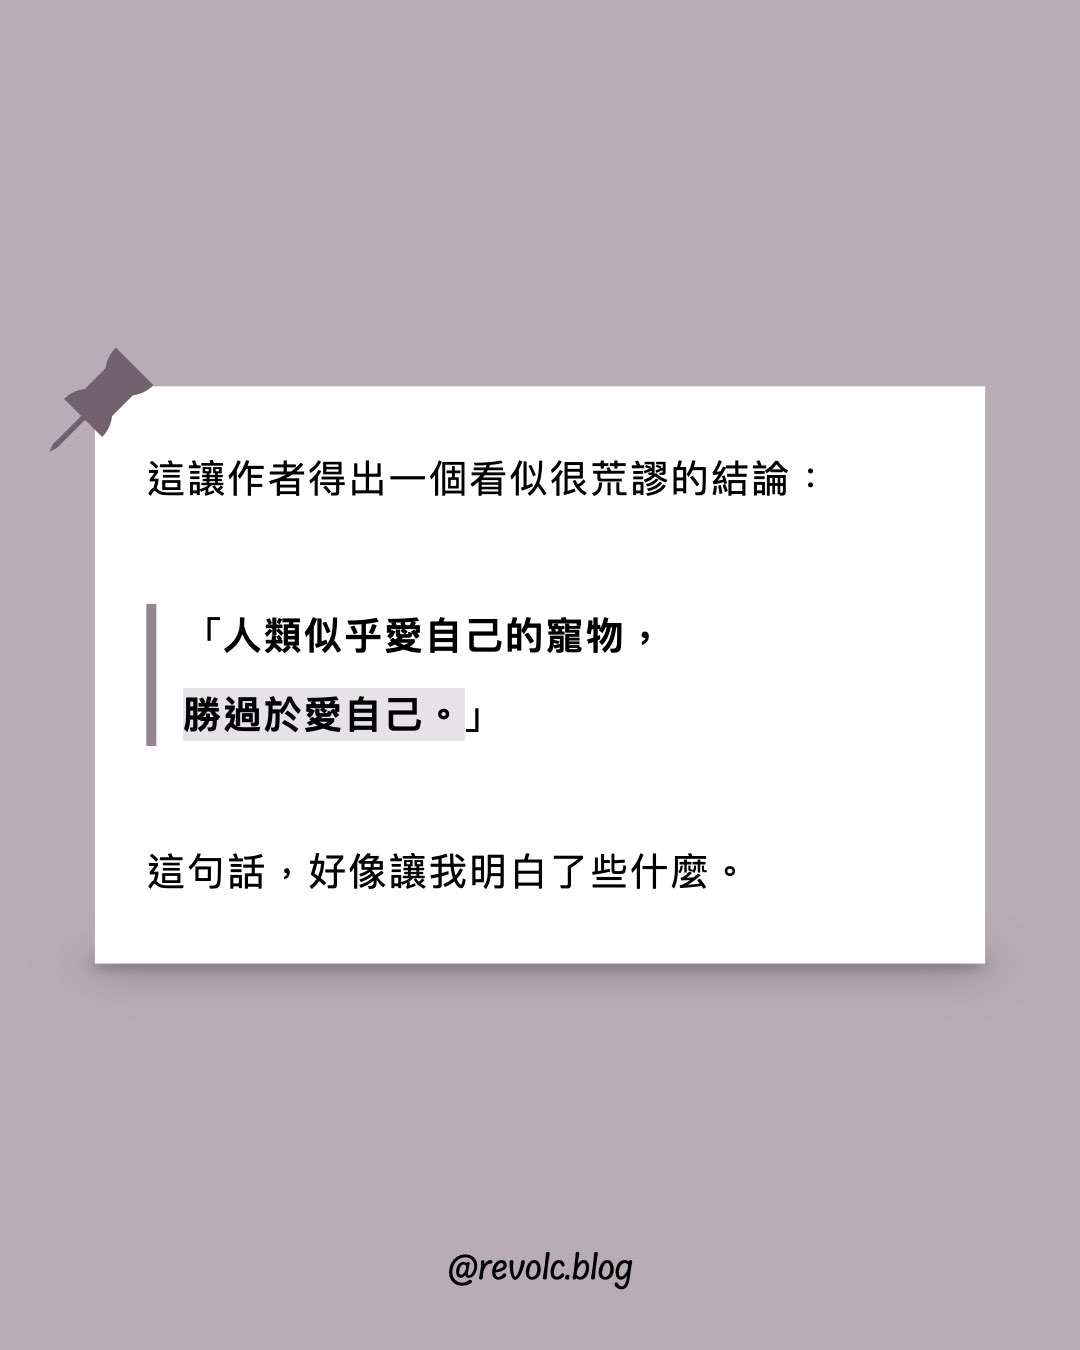 這讓作者得出一個看似很荒謬的結論：
「人類似乎愛自己的寵物，
勝過於愛自己。」
這句話，好像讓我明白了些什麼。
@revolc.blog